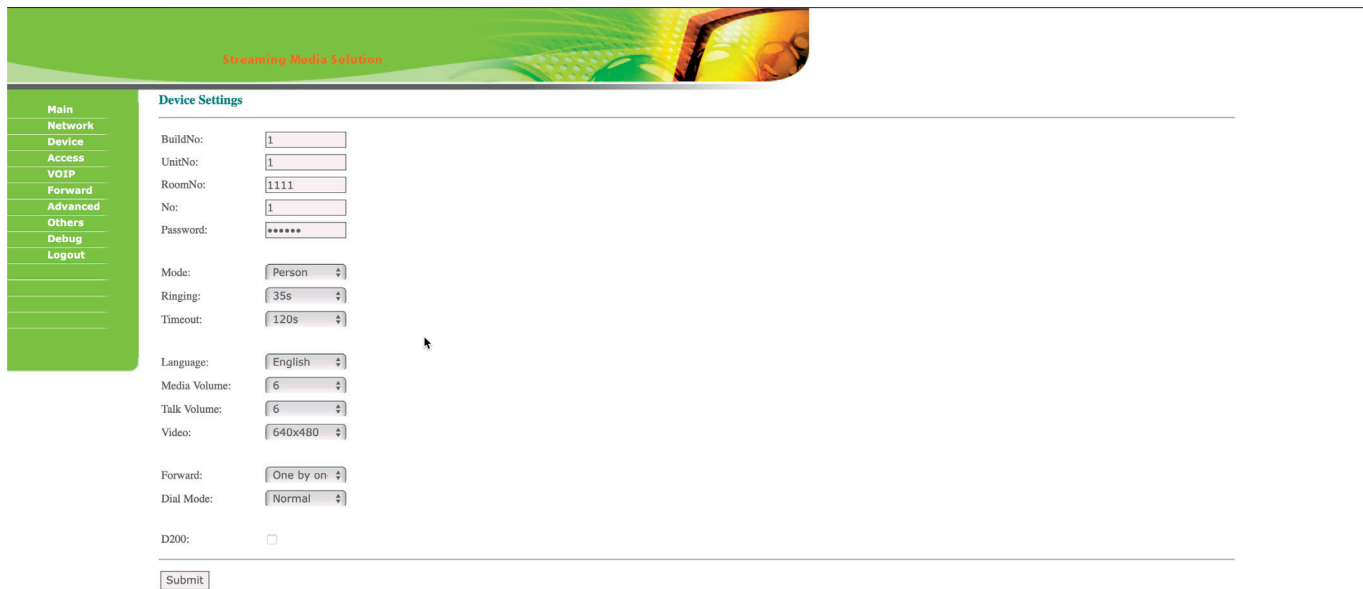 Streaming Media Solution
Main
Network
Device
Access
VOIP
Forward
Advanced
Others
Debug
Logout
Device Settings
BuildNo: 1
UnitNo: 1
RoomNo: 1111
No: 1
Password: ••••••
Mode: Person
Ringing: 35s
Timeout: 120s
Language: English
Media Volume: 6
Talk Volume: 6
Video: 640x480
Forward: One by on
Dial Mode: Normal
D200:
Submit